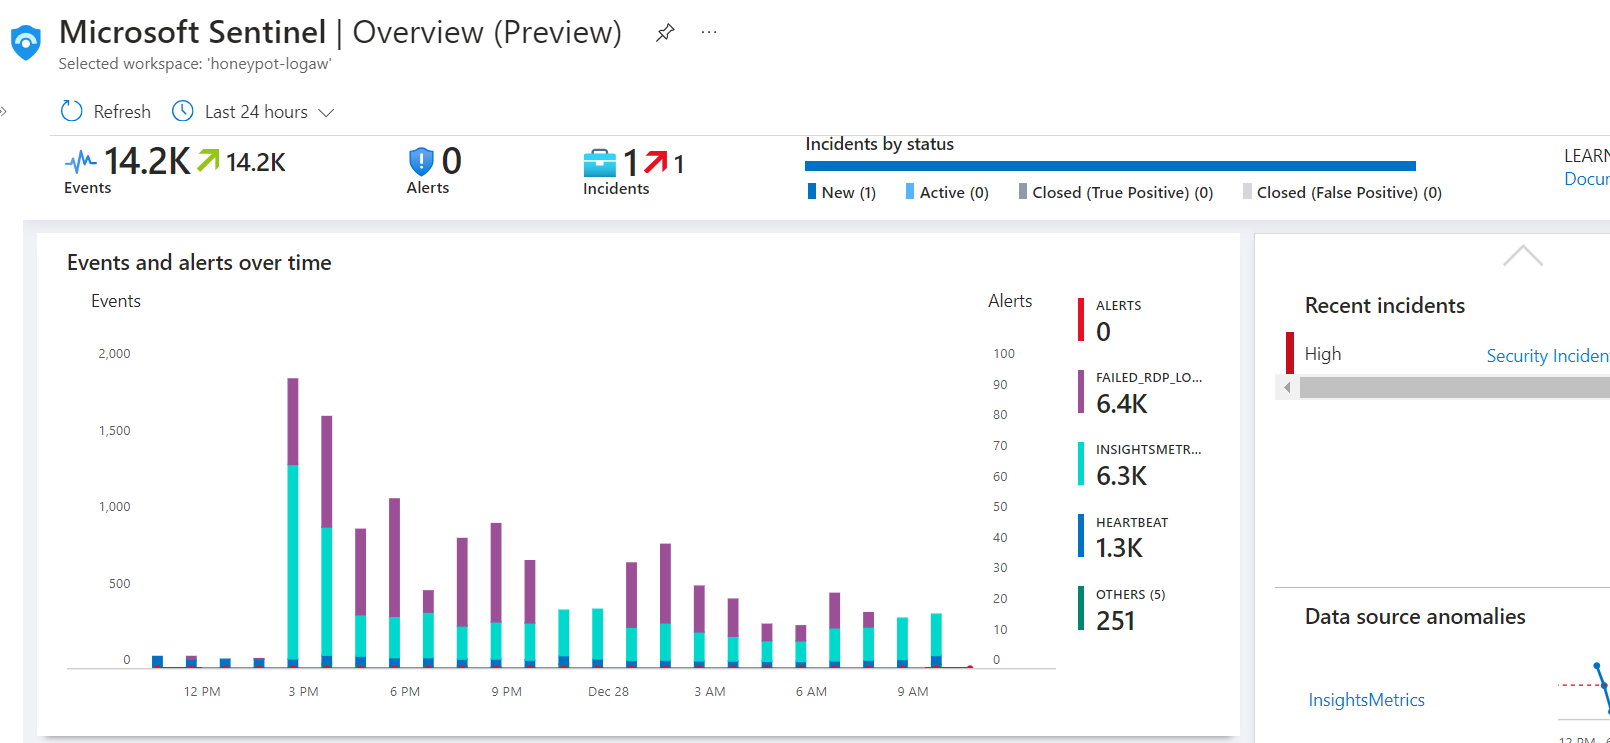 Microsoft Sentinel | Overview (Preview)
...
Selected workspace: 'honeypot-logaw'
Refresh Last 24 hours
14.2K 14.2K
Events
0
Alerts
1 1
Incidents
Incidents by status
New (1) Active (0) Closed (True Positive) (0) Closed (False Positive) (0)
LEARN
Docur
Events and alerts over time
Events
Alerts
2,000
1,500
1,000
500
0
100
90
80
70
60
50
40
30
20
10
0
12 PM 3 PM 6 PM 9 PM Dec 28 3 AM 6 AM 9 AM
ALERTS
0
FAILED_RDP_LO...
6.4K
INSIGHTSMETR...
6.3K
HEARTBEAT
1.3K
OTHERS (5)
251
Recent incidents
High Security Inciden
Data source anomalies
InsightsMetrics
12 PM